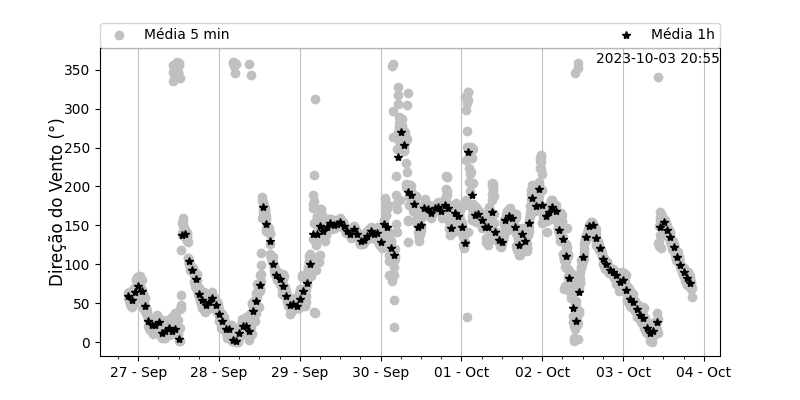 Média 5 min
Média 1h
2023-10-03 20:55
Direção do Vento (°)
350
300
250
200
150
100
50
0
27 - Sep
28 - Sep
29 - Sep
30 - Sep
01 - Oct
02 - Oct
03 - Oct
04 - Oct